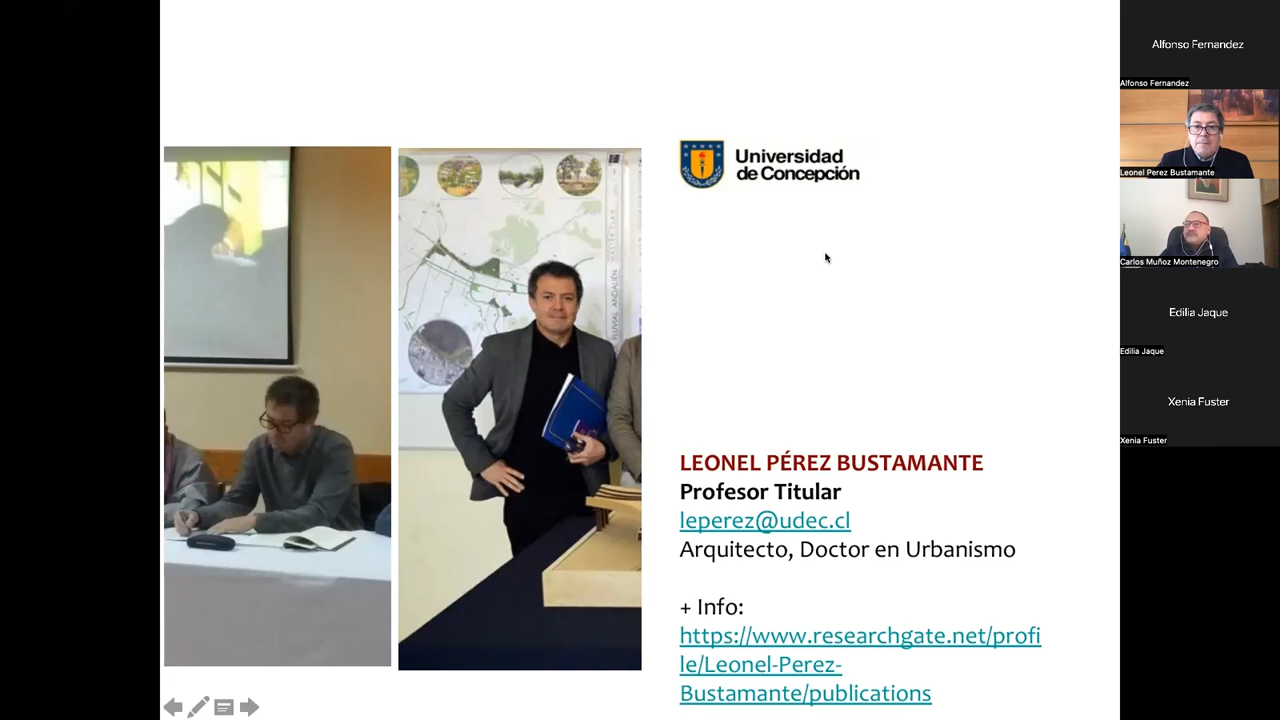 Universidad
de Concepción
LEONEL PÉREZ BUSTAMANTE
Profesor Titular
leperez@udec.cl
Arquitecto, Doctor en Urbanismo
+ Info:
https://www.researchgate.net/profi
le/Leonel-Perez-
Bustamante/publications
Alfonso Fernandez
Alfonso Fernandez
Leonel Perez Bustamante
Carlos Muñoz Montenegro
Edilia Jaque
Edilia Jaque
Xenia Fuster
Xenia Fuster